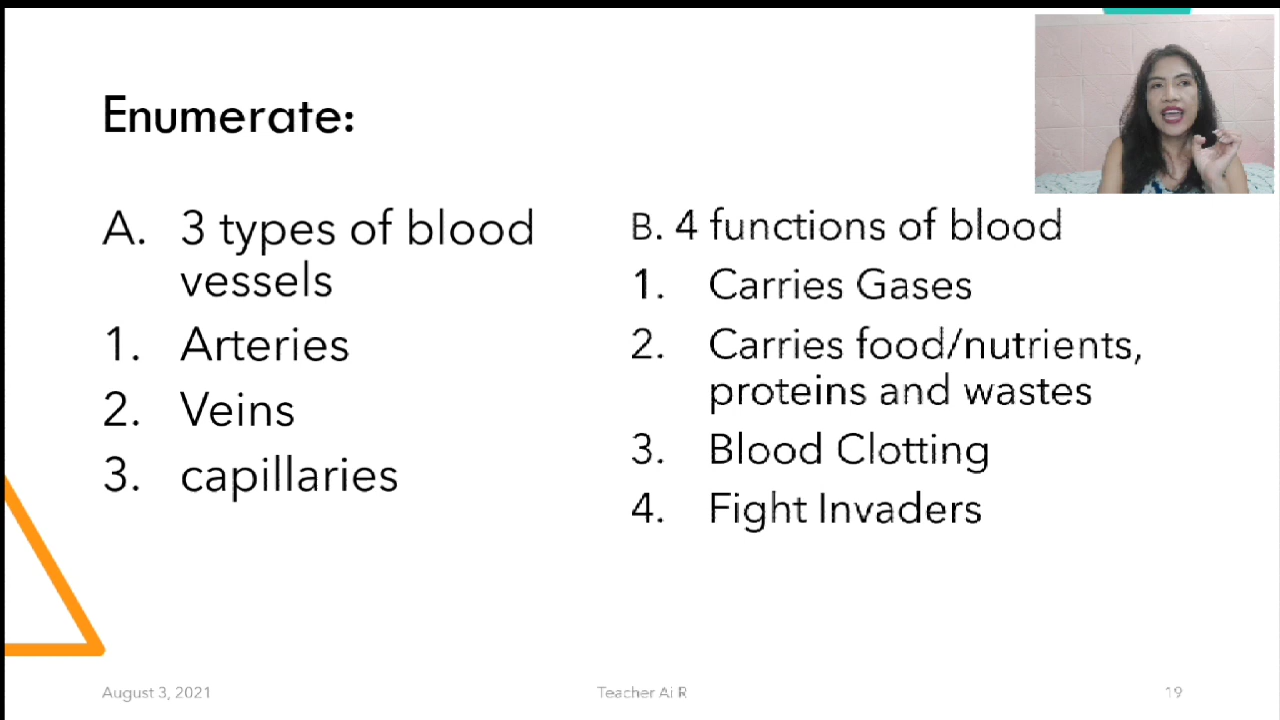 Enumerate:
A. 3 types of blood
vessels
1. Arteries
2. Veins
3. capillaries
B. 4 functions of blood
1. Carries Gases
2. Carries food/nutrients,
proteins and wastes
3. Blood Clotting
4. Fight Invaders
August 3, 2021
Teacher Ai R
19